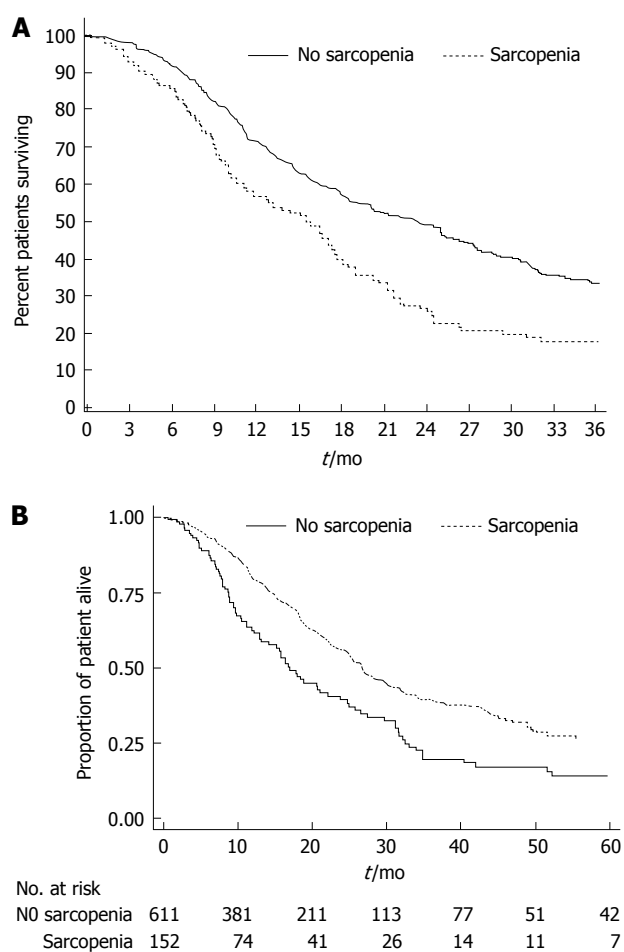 A
No sarcopenia Sarcopenia
100
90
80
70
60
50
40
30
20
10
0
Percent patients surviving
0 3 6 9 12 15 18 21 24 27 30 33 36
t/mo
B
No sarcopenia Sarcopenia
1.00
0.75
0.50
0.25
0.00
Proportion of patient alive
0 10 20 30 40 50 60
t/mo
No. at risk
N0 sarcopenia 611 381 211 113 77 51 42
Sarcopenia 152 74 41 26 14 11 7